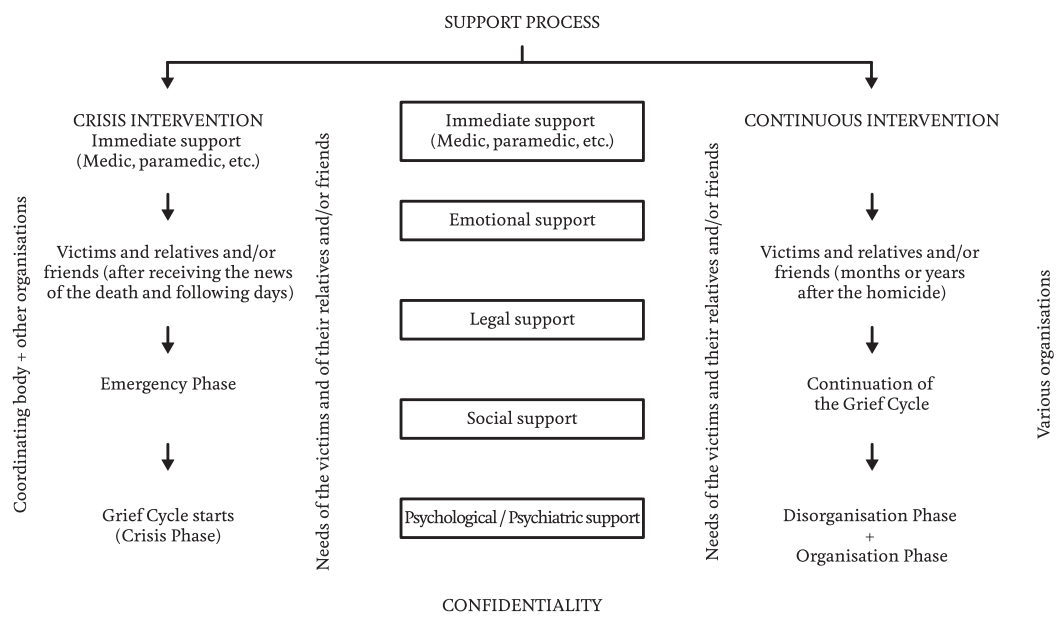 SUPPORT PROCESS
CRISIS INTERVENTION
Immediate support
(Medic, paramedic, etc.)
Victims and relatives and/or
friends (after receiving the news
of the death and following days)
Emergency Phase
Grief Cycle starts
(Crisis Phase)
Coordinating body + other organisations
Needs of the victims and of their relatives and/or friends
Immediate support
(Medic, paramedic, etc.)
Emotional support
Legal support
Social support
Psychological / Psychiatric support
Needs of the victims and their relatives and/or friends
CONTINUOUS INTERVENTION
Victims and relatives and/or
friends (months or years
after the homicide)
Continuation of
the Grief Cycle
Disorganisation Phase
+
Organisation Phase
Various organisations
CONFIDENTIALITY